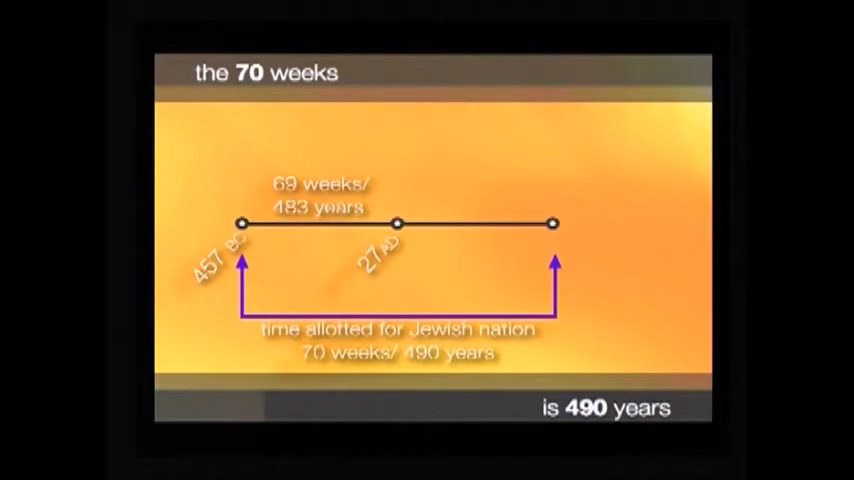 the 70 weeks
69 weeks/
483 years
457 BC
27 AD
time allotted for Jewish nation
70 weeks/ 490 years
is 490 years